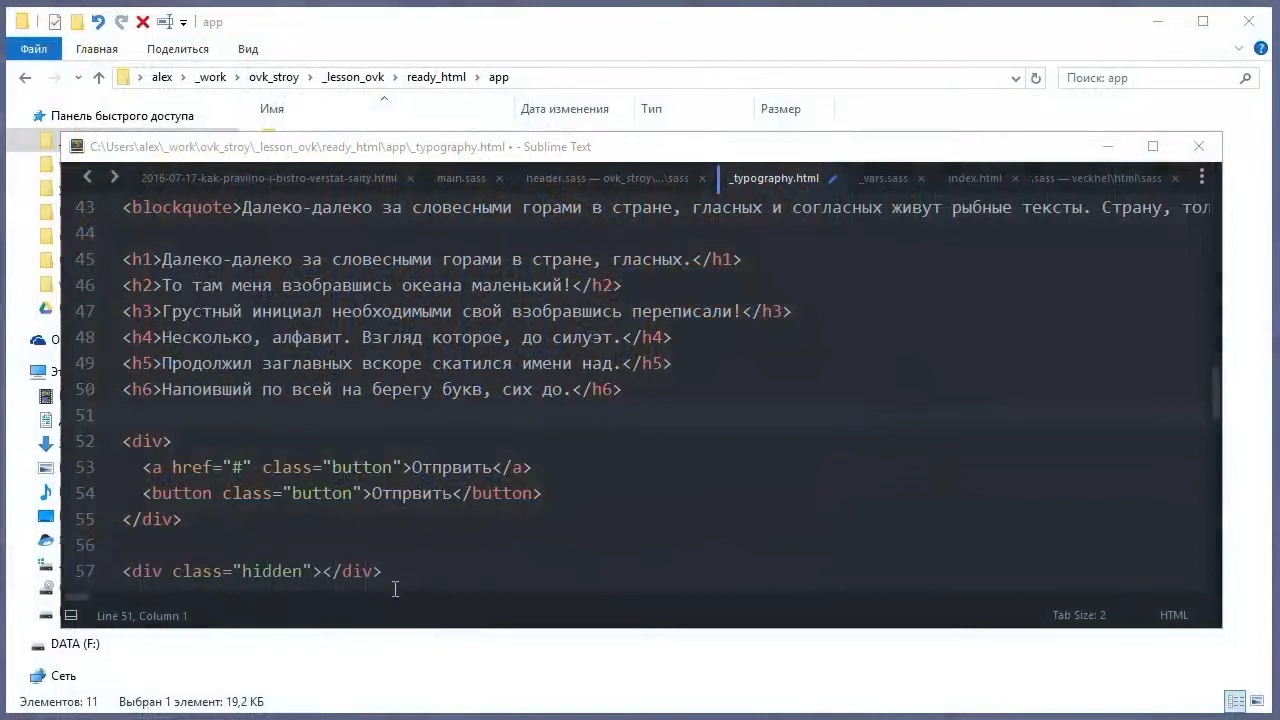 app
Файл Главная Поделиться Вид
alex _work ovk_stroy _lesson_ovk ready_html app
Поиск: app
Имя Дата изменения Тип Размер
Панель быстрого доступа
C:\Users\alex\_work\ovk_stroy\_lesson_ovk\ready_html\app\_typography.html • - Sublime Text
2016-07-17-kak-pravilno-i-bistro-verstat-saity.html main.sass header.sass — ovk_stroy\...\sass _typography.html _vars.sass index.html .sass — veckhel\html\sass
43 <blockquote>Далеко-далеко за словесными горами в стране, гласных и согласных живут рыбные тексты. Страну, тол
44
45 <h1>Далеко-далеко за словесными горами в стране, гласных.</h1>
46 <h2>То там меня взобравшись океана маленький!</h2>
47 <h3>Грустный инициал необходимыми свой взобравшись переписали!</h3>
48 <h4>Несколько, алфавит. Взгляд которое, до силуэт.</h4>
49 <h5>Продолжил заглавных вскоре скатился имени над.</h5>
50 <h6>Напоивший по всей на берегу букв, сих до.</h6>
51
52 <div>
53 <a href="#" class="button">Отпрвить</a>
54 <button class="button">Отпрвить</button>
55 </div>
56
57 <div class="hidden"></div>
Line 51, Column 1 Tab Size: 2 HTML
DATA (F:)
Сеть
Элементов: 11 Выбран 1 элемент: 19,2 КБ